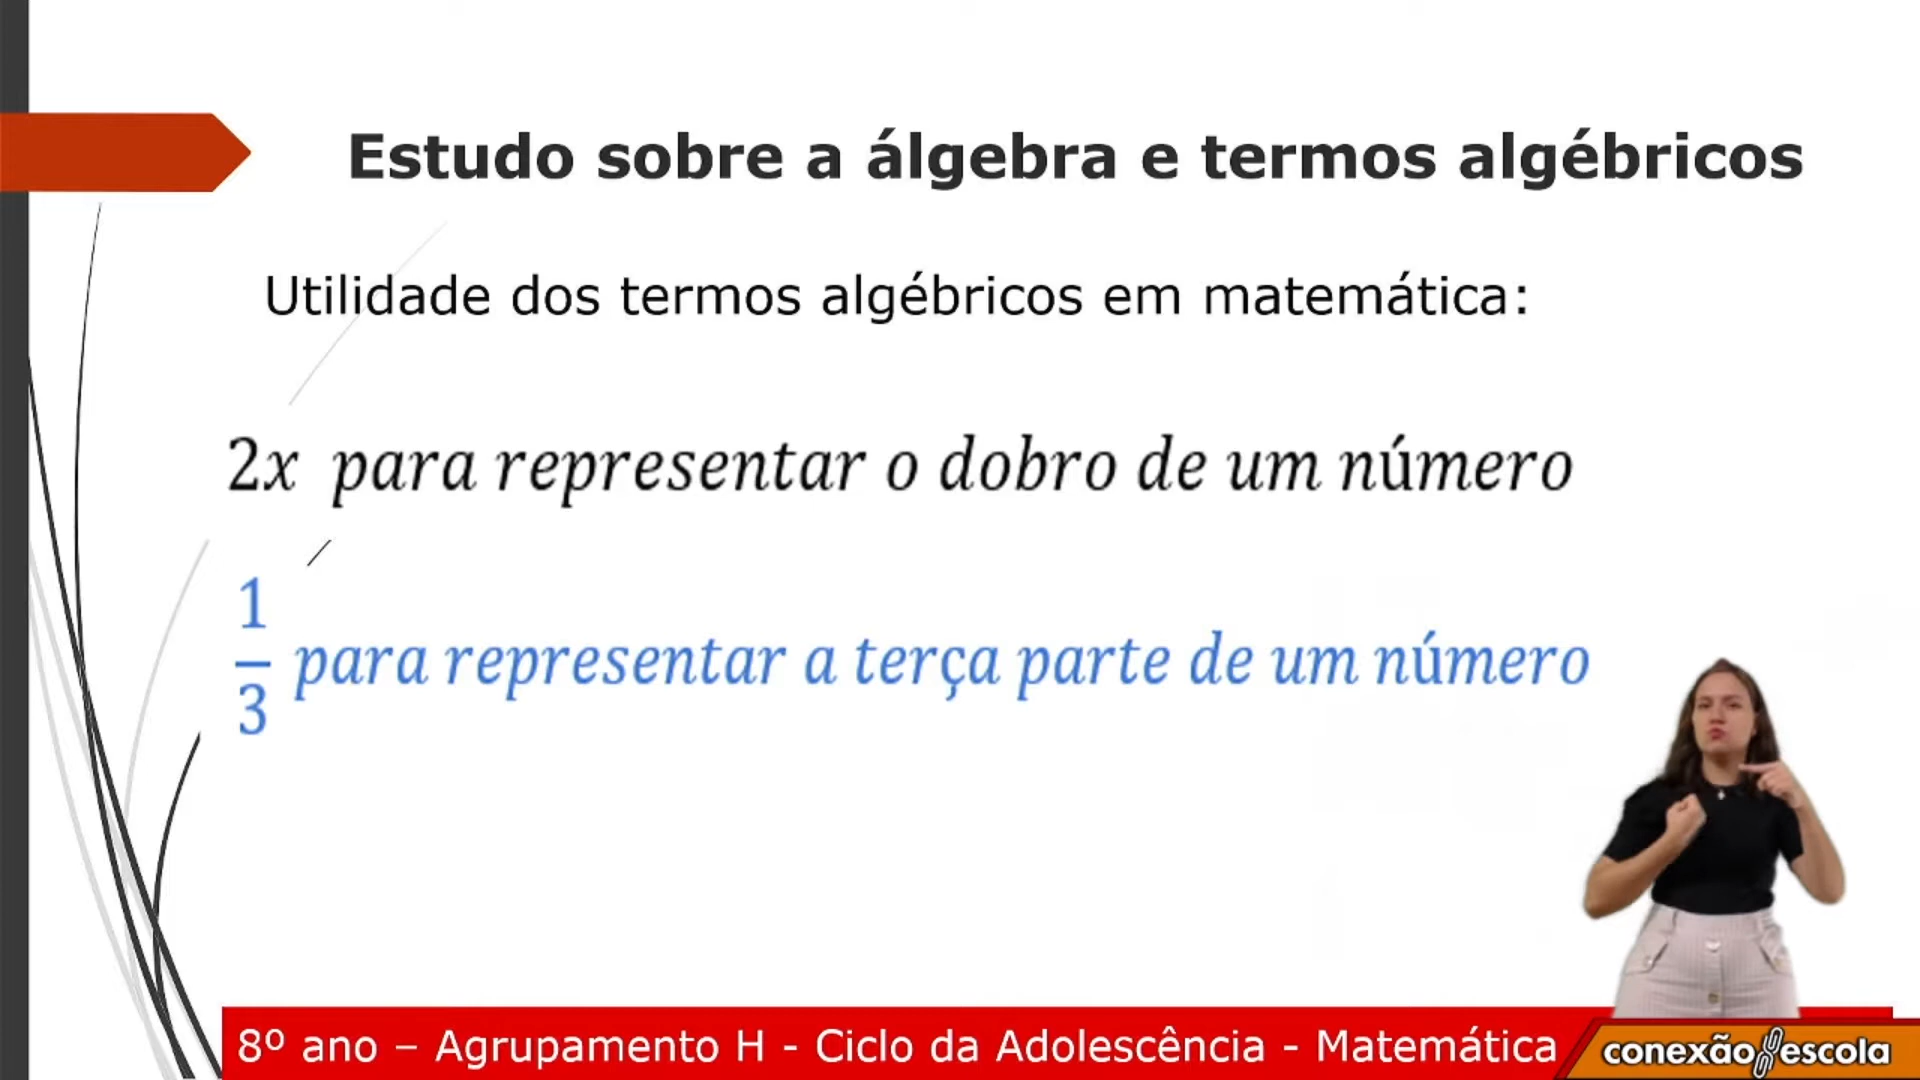 Estudo sobre a álgebra e termos algébricos
Utilidade dos termos algébricos em matemática:
2x para representar o dobro de um número
1/3 para representar a terça parte de um número
8º ano – Agrupamento H - Ciclo da Adolescência - Matemática
conexão escola